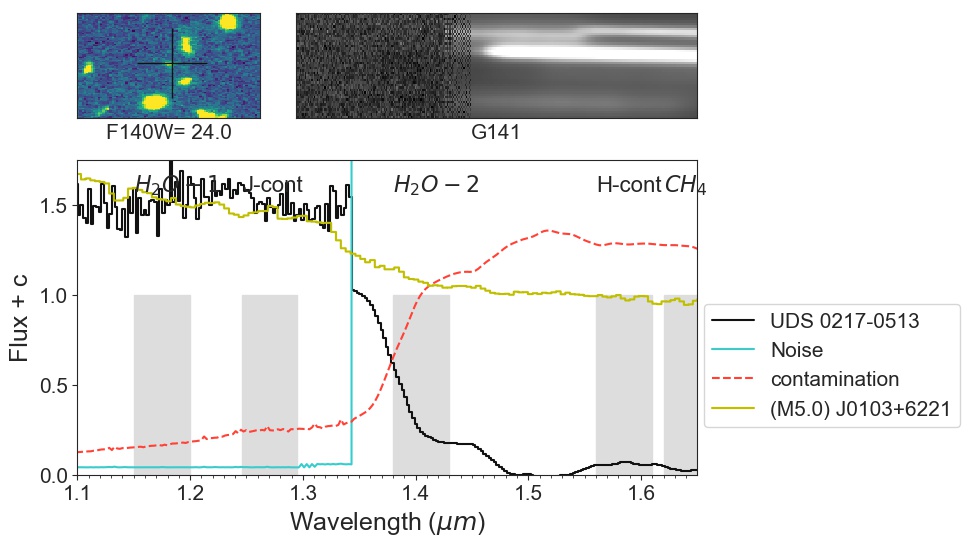 F140W= 24.0
G141
H₂O − 1
J-cont
H₂O − 2
H-cont
CH₄
1.5
1.0
0.5
0.0
Flux + c
1.1
1.2
1.3
1.4
1.5
1.6
Wavelength (μm)
UDS 0217-0513
Noise
contamination
(M5.0) J0103+6221